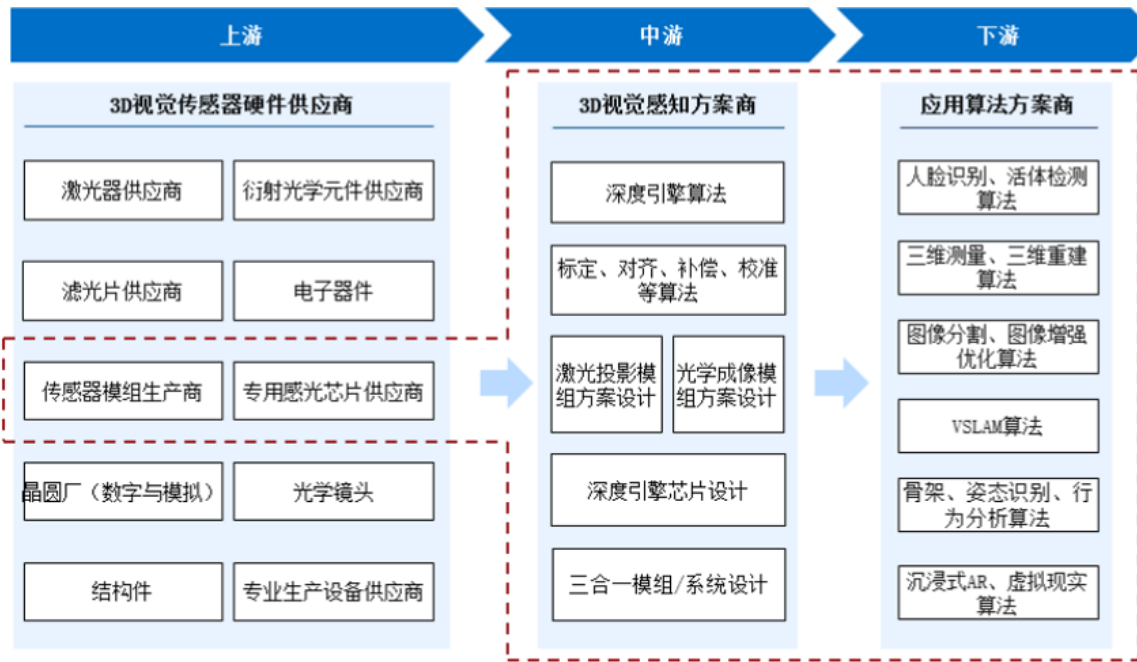 上游
中游
下游
3D视觉传感器硬件供应商
激光器供应商
衍射光学元件供应商
滤光片供应商
电子器件
传感器模组生产商
专用感光芯片供应商
晶圆厂（数字与模拟）
光学镜头
结构件
专业生产设备供应商
3D视觉感知方案商
深度引擎算法
标定、对齐、补偿、校准
等算法
激光投影模
组方案设计
光学成像模
组方案设计
深度引擎芯片设计
三合一模组/系统设计
应用算法方案商
人脸识别、活体检测
算法
三维测量、三维重建
算法
图像分割、图像增强
优化算法
VSLAM算法
骨架、姿态识别、行
为分析算法
沉浸式AR、虚拟现实
算法